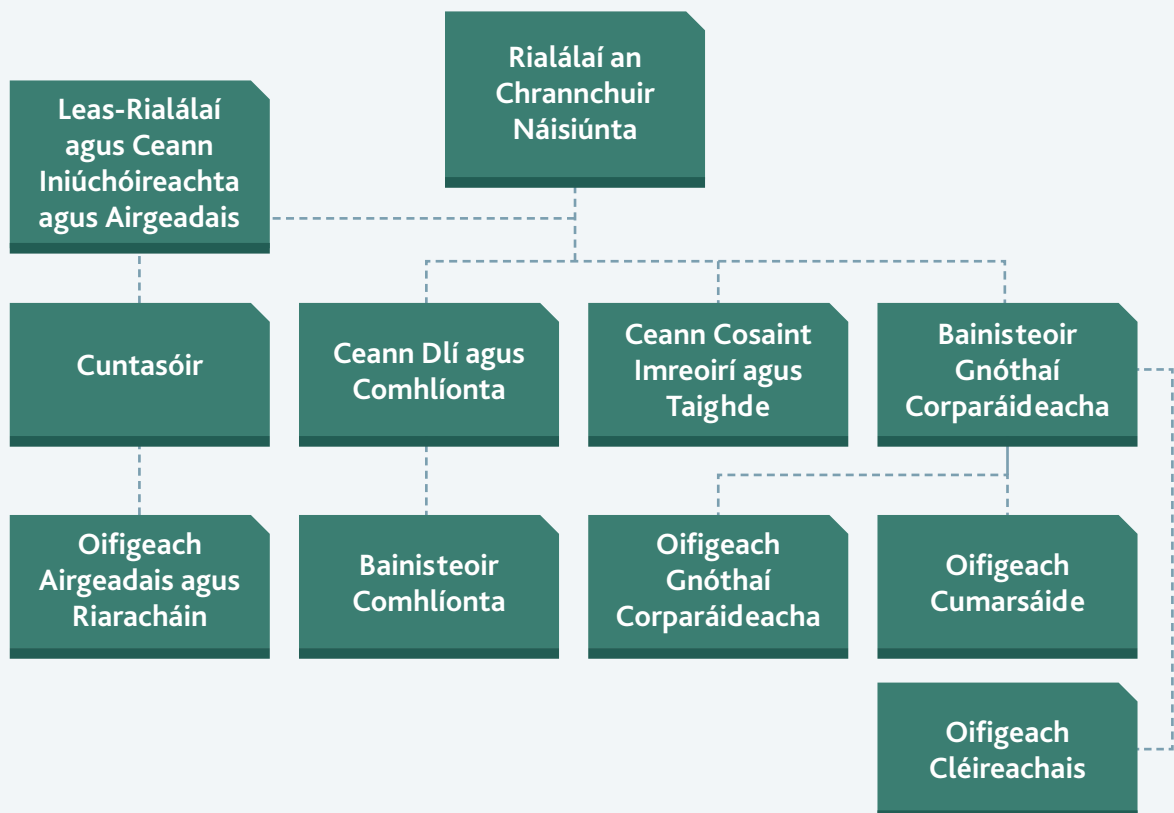 Rialálaí an
Chrannchuir
Náisiúnta
Leas-Rialálaí
agus Ceann
Iniúchóireachta
agus Airgeadais
Cuntasóir
Ceann Dlí agus
Comhlíonta
Ceann Cosaint
Imreoirí agus
Taighde
Bainisteoir
Gnóthaí
Corparáideacha
Oifigeach
Airgeadais agus
Riaracháin
Bainisteoir
Comhlíonta
Oifigeach
Gnóthaí
Corparáideacha
Oifigeach
Cumarsáide
Oifigeach
Cléireachais